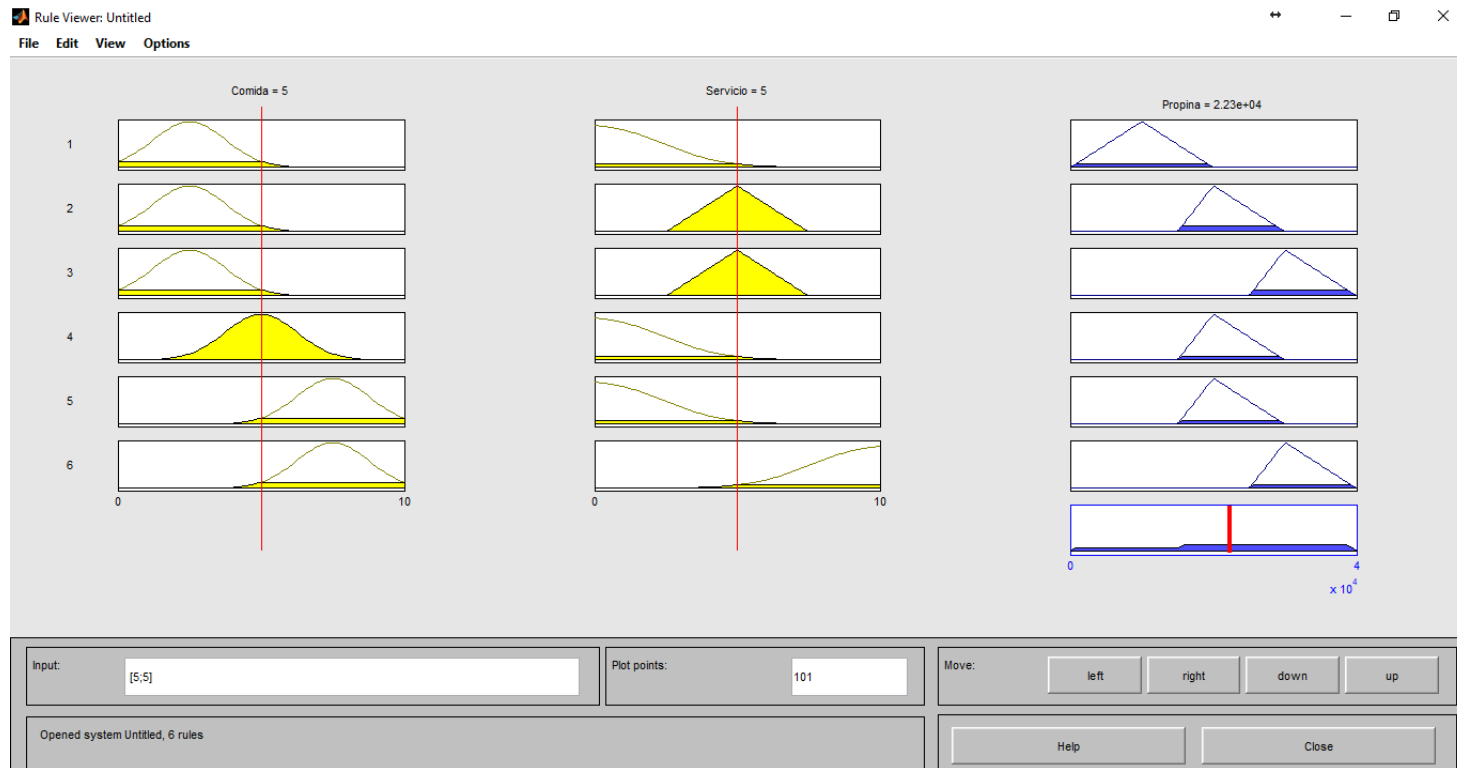 Rule Viewer: Untitled
File Edit View Options
Comida = 5
Servicio = 5
Propina = 2.23e+04
1
2
3
4
5
6
0 10
0 10
0 4
x 10^4
Input:
[5;5]
Plot points:
101
Move:
left right down up
Opened system Untitled, 6 rules
Help Close